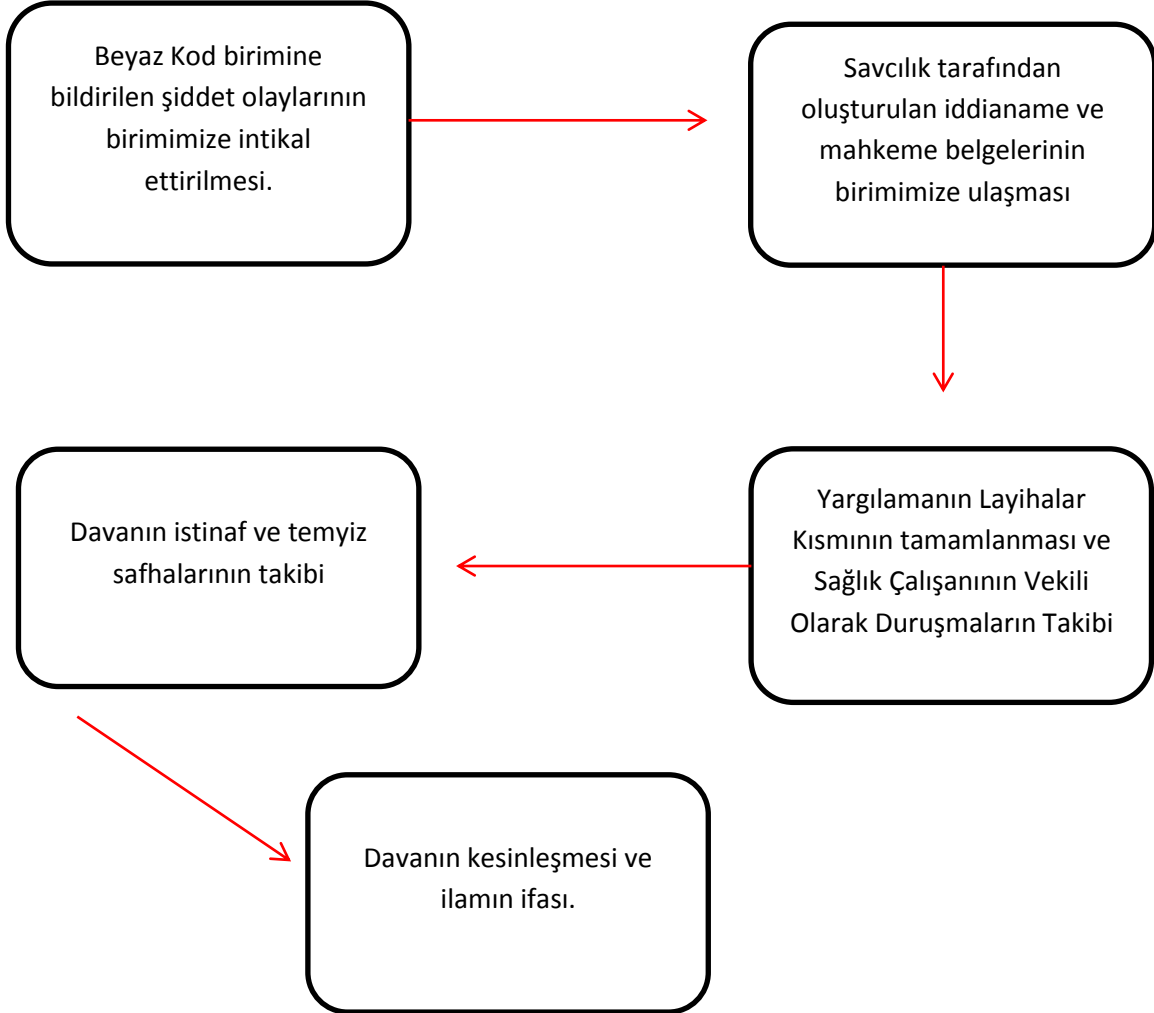 Beyaz Kod birimine
bildirilen şiddet olaylarının
birimimize intikal
ettirilmesi.
Savcılık tarafından
oluşturulan iddianame ve
mahkeme belgelerinin
birimimize ulaşması
Yargılamanın Layihalar
Kısmının tamamlanması ve
Sağlık Çalışanının Vekili
Olarak Duruşmaların Takibi
Davanın istinaf ve temyiz
safhalarının takibi
Davanın kesinleşmesi ve
ilamın ifası.